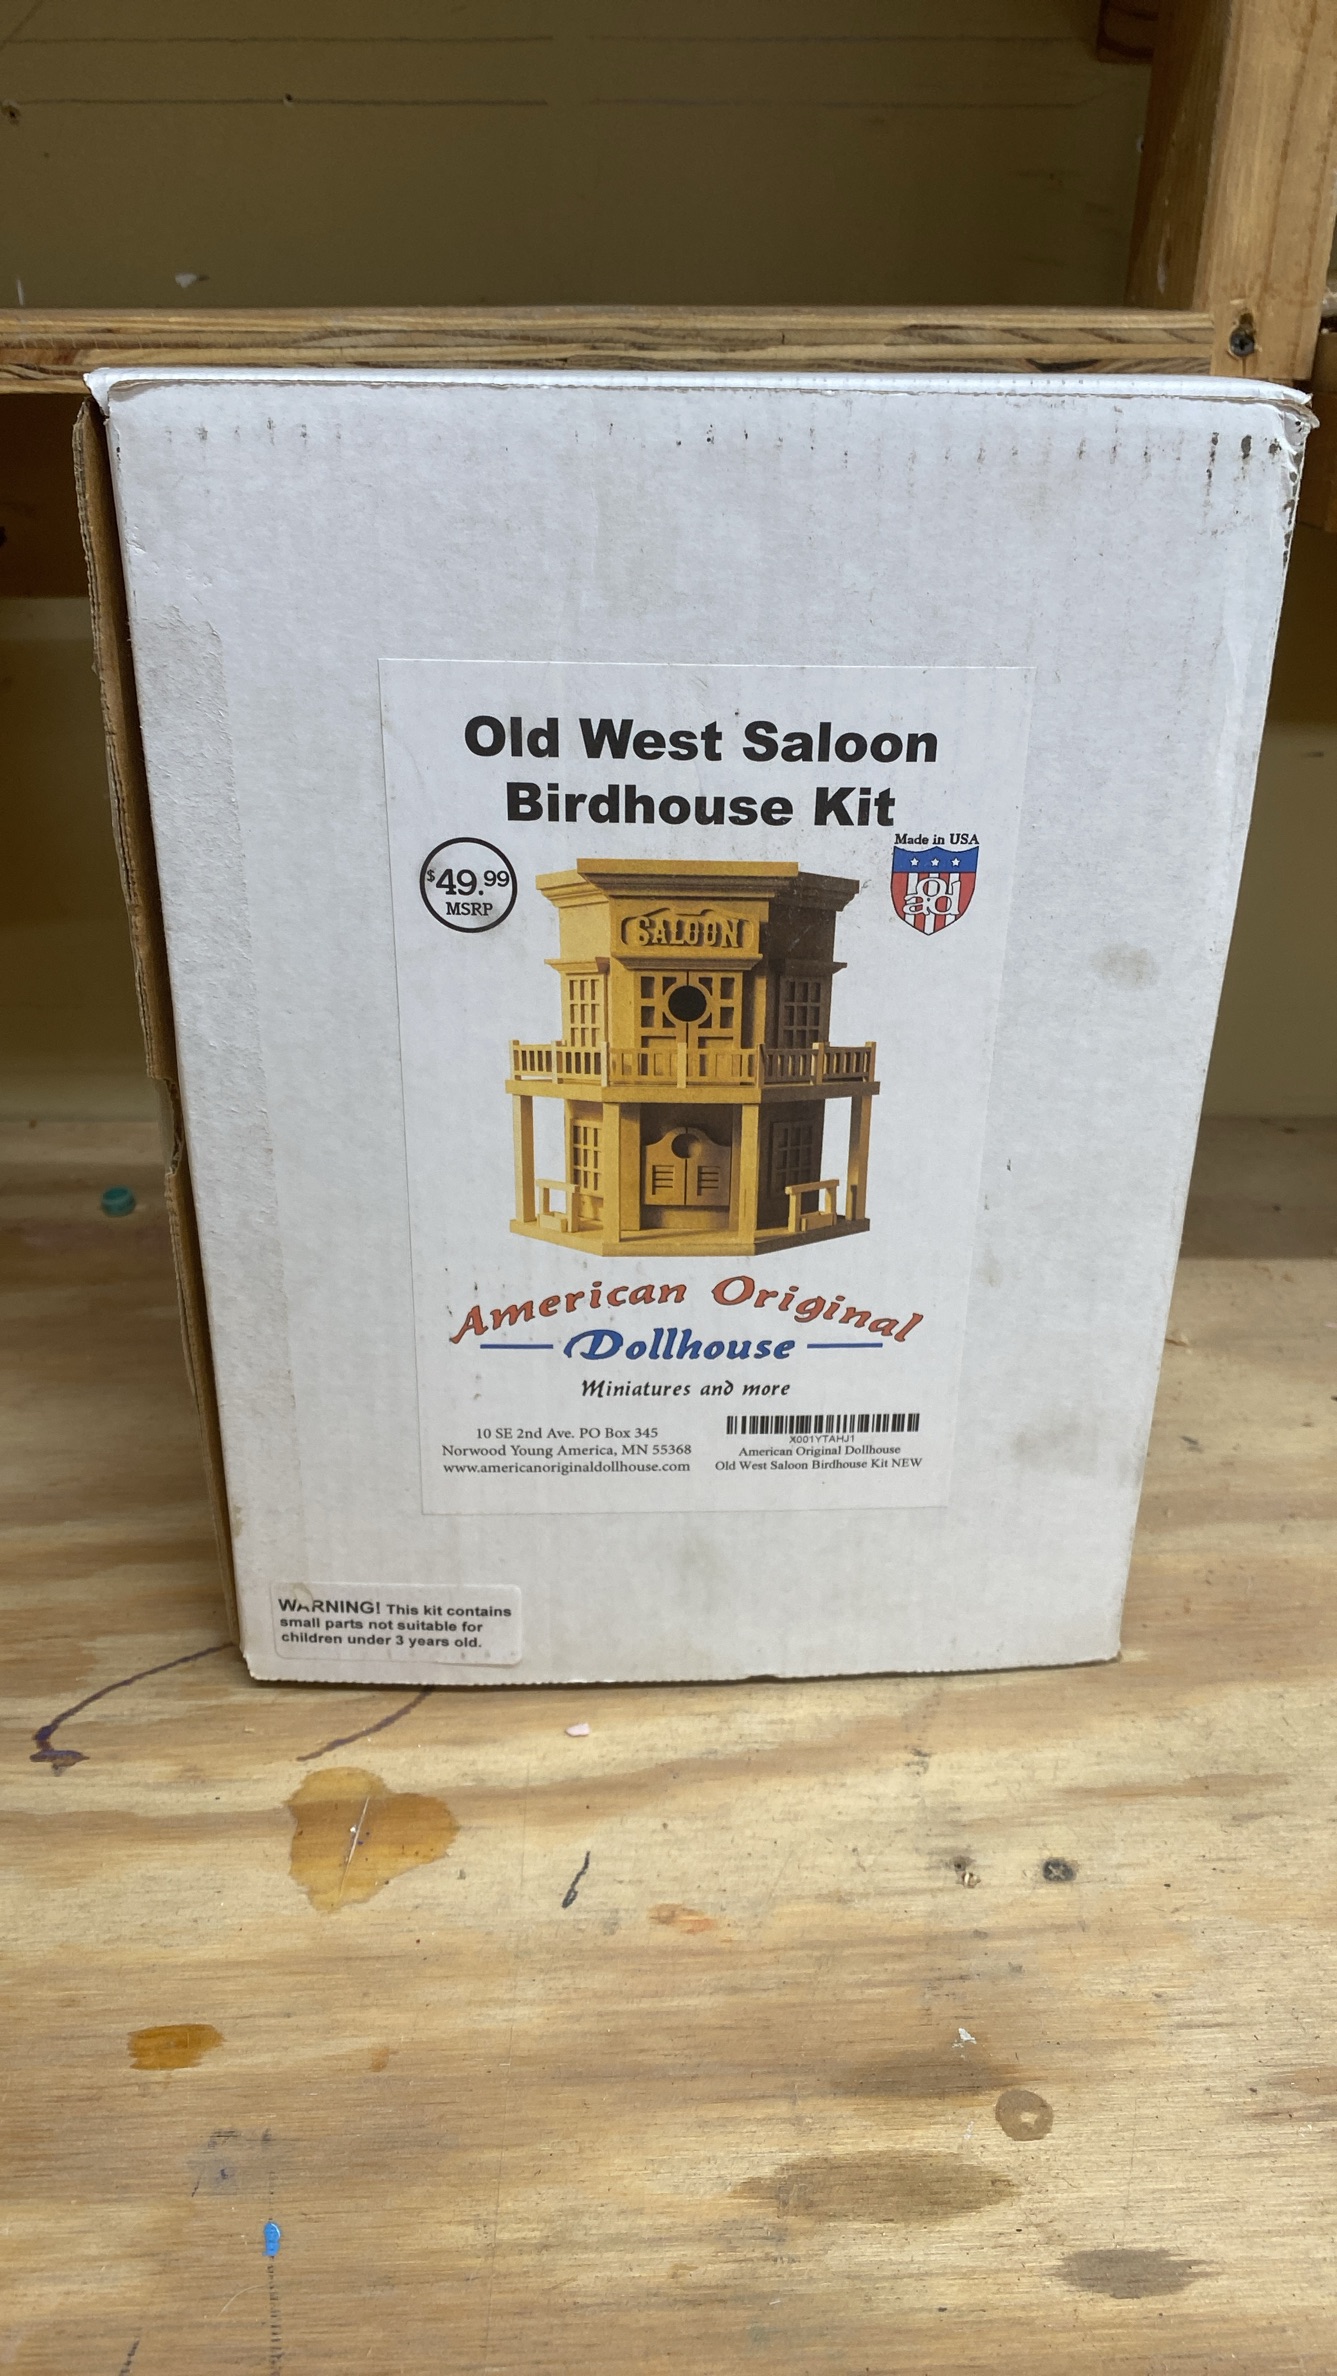 Old West Saloon
Birdhouse Kit
Made in USA
$49.99
MSRP
SALOON
American Original
Dollhouse
Miniatures and more
10 SE 2nd Ave. PO Box 345
Norwood Young America, MN 55368
www.americanoriginaldollhouse.com
X001YTAHJ1
American Original Dollhouse
Old West Saloon Birdhouse Kit NEW
WARNING! This kit contains
small parts not suitable for
children under 3 years old.